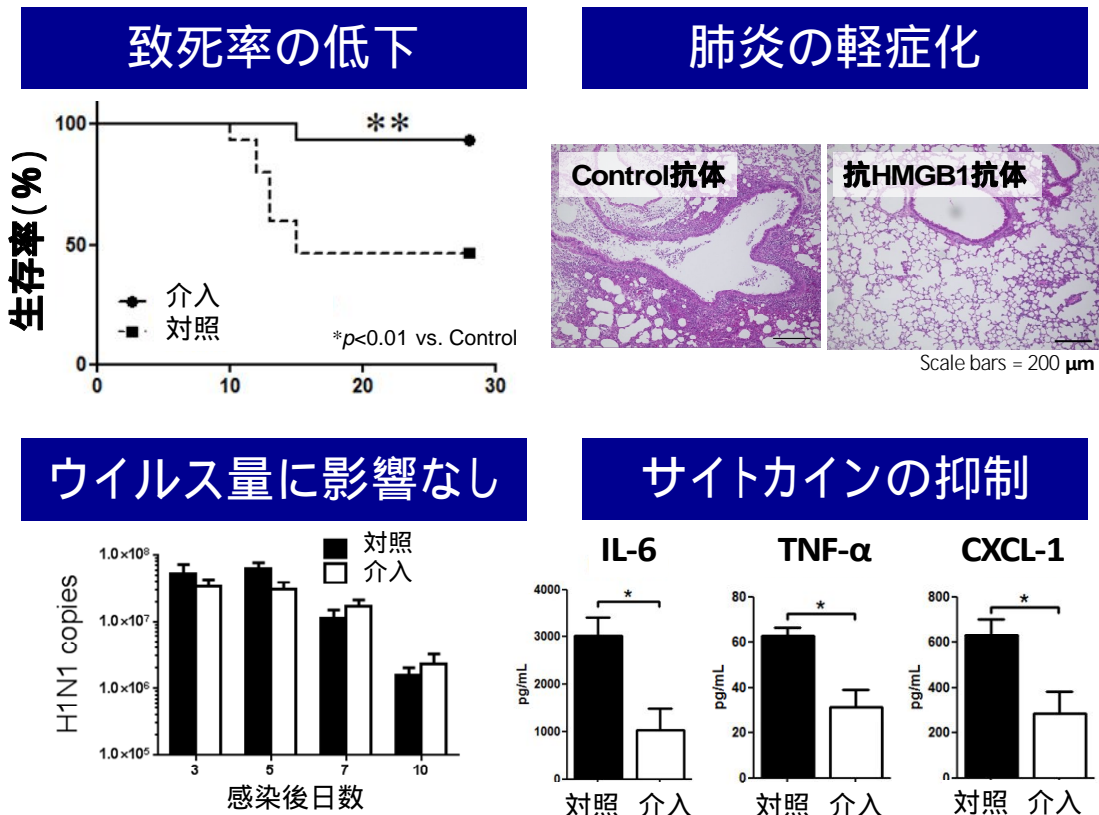 致死率の低下
生存率(%)
100
50
0
**
介入
対照
*p<0.01 vs. Control
0 10 20 30
肺炎の軽症化
Control抗体
抗HMGB1抗体
Scale bars = 200 μm
ウイルス量に影響なし
対照
介入
H1N1 copies
1.0×10⁸
1.0×10⁷
1.0×10⁶
1.0×10⁵
3 5 7 10
感染後日数
サイトカインの抑制
IL-6
pg/mL
4000
3000
2000
1000
0
*
対照 介入
TNF-α
pg/mL
80
60
40
20
0
*
対照 介入
CXCL-1
pg/mL
800
600
400
200
0
*
対照 介入